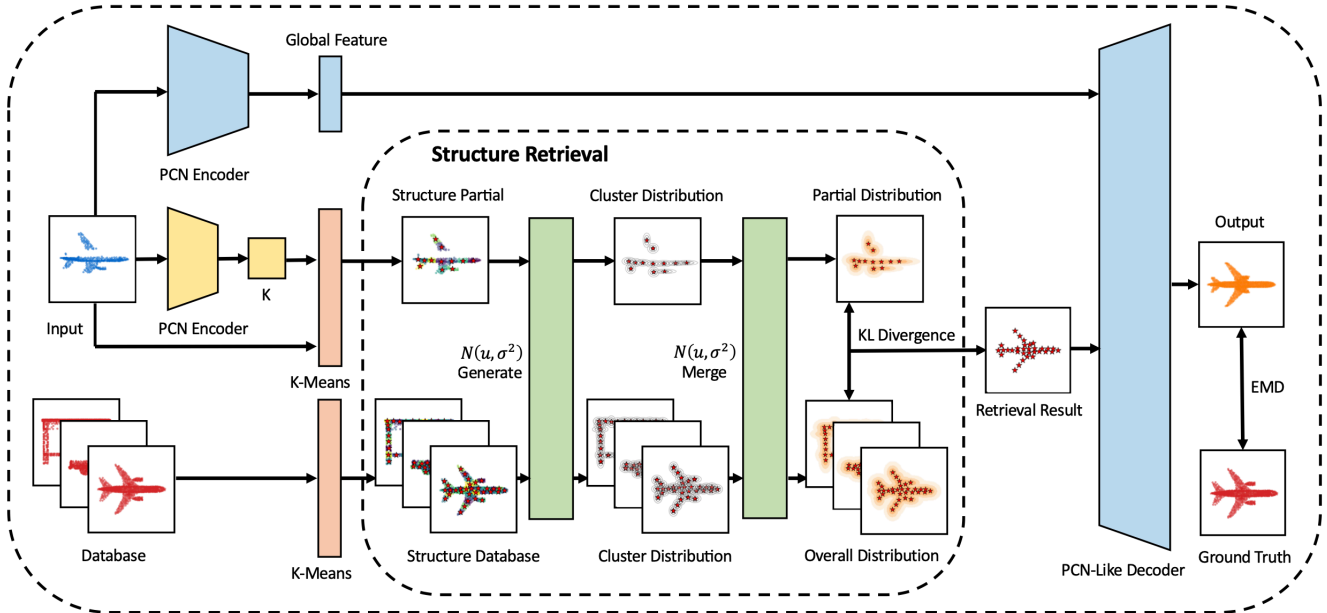 Global Feature
PCN Encoder
Structure Retrieval
Structure Partial
Cluster Distribution
Partial Distribution
Output
Input
PCN Encoder
K
K-Means
N(u, σ²)
Generate
N(u, σ²)
Merge
KL Divergence
Retrieval Result
EMD
Database
K-Means
Structure Database
Cluster Distribution
Overall Distribution
PCN-Like Decoder
Ground Truth